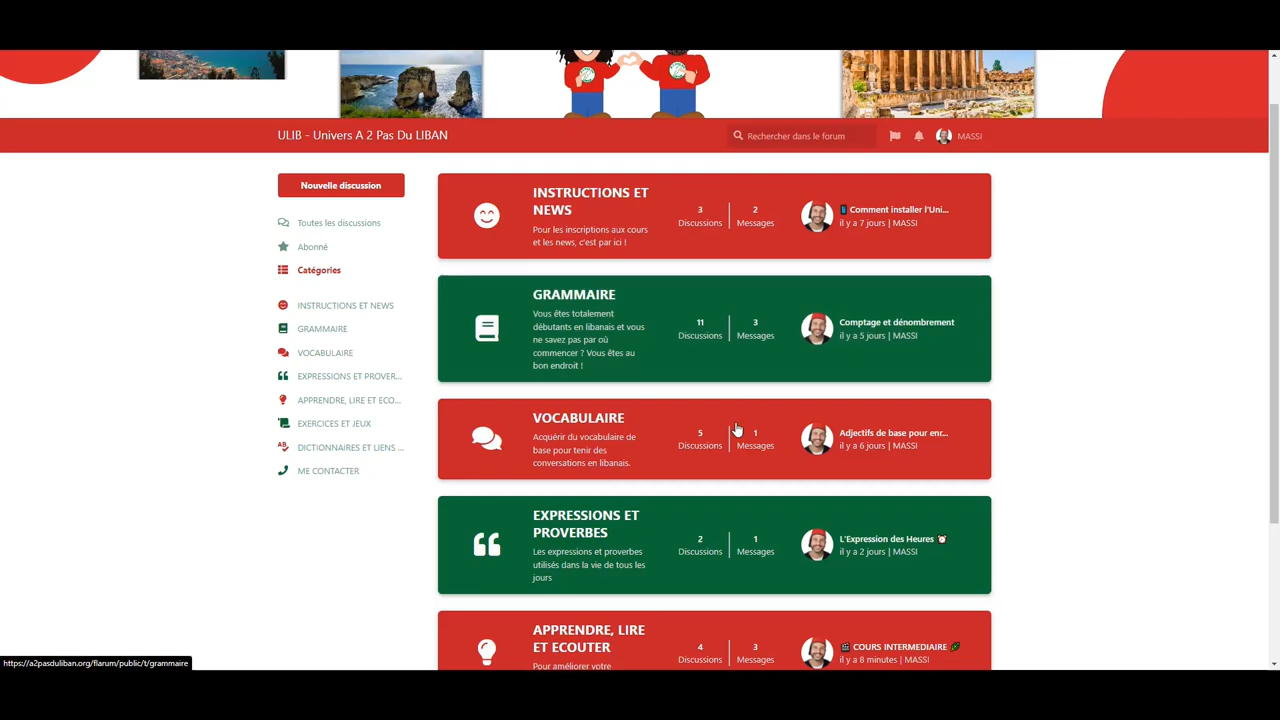 ULIB - Univers A 2 Pas Du LIBAN
Rechercher dans le forum
MASSI
Nouvelle discussion
Toutes les discussions
Abonné
Catégories
INSTRUCTIONS ET NEWS
GRAMMAIRE
VOCABULAIRE
EXPRESSIONS ET PROVER...
APPRENDRE, LIRE ET ECO...
EXERCICES ET JEUX
DICTIONNAIRES ET LIENS ...
ME CONTACTER
INSTRUCTIONS ET
NEWS
Pour les inscriptions aux cours
et les news, c'est par ici !
3
Discussions
2
Messages
Comment installer l'Uni...
il y a 7 jours | MASSI
GRAMMAIRE
Vous êtes totalement
débutants en libanais et vous
ne savez pas par où
commencer ? Vous êtes au
bon endroit !
11
Discussions
3
Messages
Comptage et dénombrement
il y a 5 jours | MASSI
VOCABULAIRE
Acquérir du vocabulaire de
base pour tenir des
conversations en libanais.
5
Discussions
1
Messages
Adjectifs de base pour enr...
il y a 6 jours | MASSI
EXPRESSIONS ET
PROVERBES
Les expressions et proverbes
utilisés dans la vie de tous les
jours
2
Discussions
1
Messages
L'Expression des Heures ⏰
il y a 2 jours | MASSI
APPRENDRE, LIRE
ET ECOUTER
Pour améliorer votre
4
Discussions
3
Messages
COURS INTERMEDIAIRE
il y a 8 minutes | MASSI
https://a2pasduliban.org/flarum/public/t/grammaire